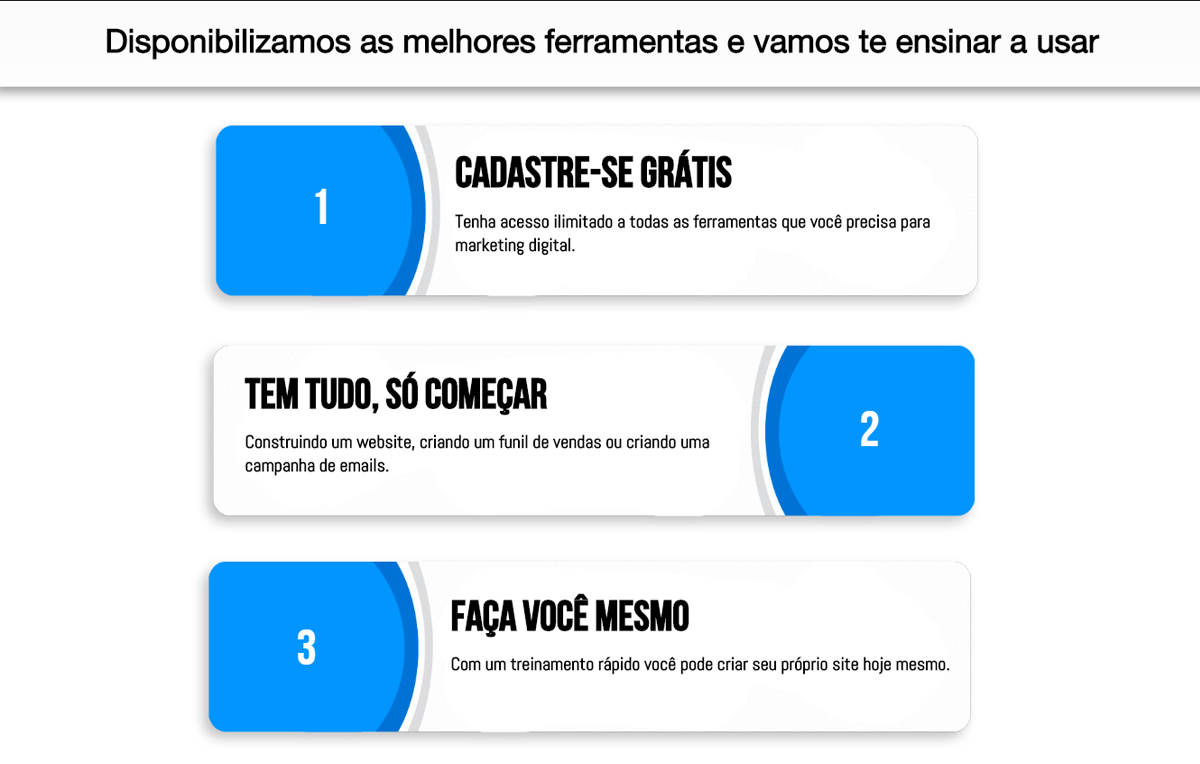 Disponibilizamos as melhores ferramentas e vamos te ensinar a usar
1
CADASTRE-SE GRÁTIS
Tenha acesso ilimitado a todas as ferramentas que você precisa para
marketing digital.
TEM TUDO, SÓ COMEÇAR
Construindo um website, criando um funil de vendas ou criando uma
campanha de emails.
2
3
FAÇA VOCÊ MESMO
Com um treinamento rápido você pode criar seu próprio site hoje mesmo.